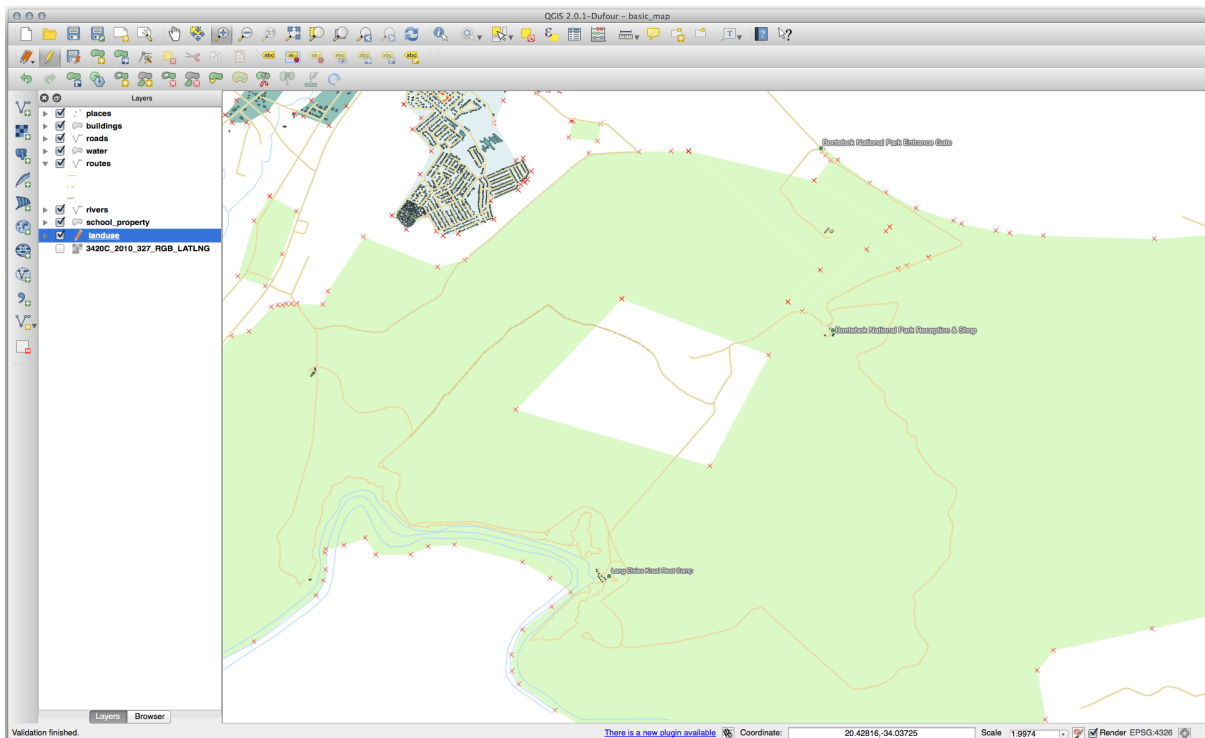 QGIS 2.0.1-Dufour - basic_map
Layers
places
buildings
roads
water
routes
rivers
school_property
landuse
3420C_2010_327_RGB_LATLNG
Bontebok National Park Entrance Gate
Bontebok National Park Reception & Shop
Lang Elsies Kraal Rest Camp
Layers
Browser
Validation finished.
There is a new plugin available
Coordinate:
20.42816,-34.03725
Scale
1:9974
Render
EPSG:4326